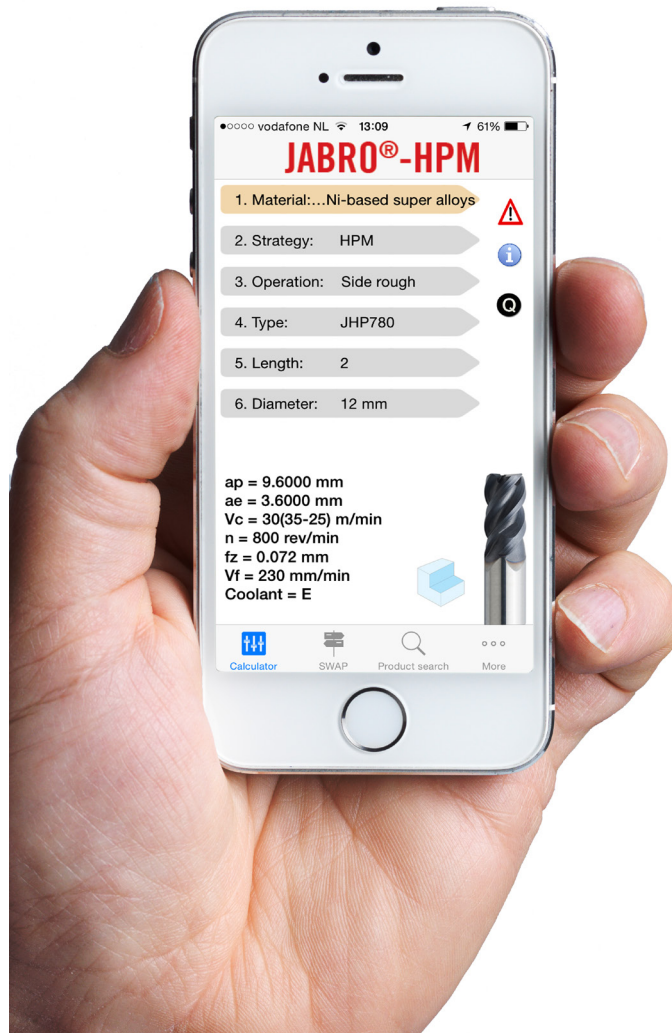 vodafone NL 13:09 61%
JABRO®-HPM
1. Material:...Ni-based super alloys
2. Strategy: HPM
3. Operation: Side rough
4. Type: JHP780
5. Length: 2
6. Diameter: 12 mm
Q
ap = 9.6000 mm
ae = 3.6000 mm
Vc = 30(35-25) m/min
n = 800 rev/min
fz = 0.072 mm
Vf = 230 mm/min
Coolant = E
Calculator SWAP Product search More